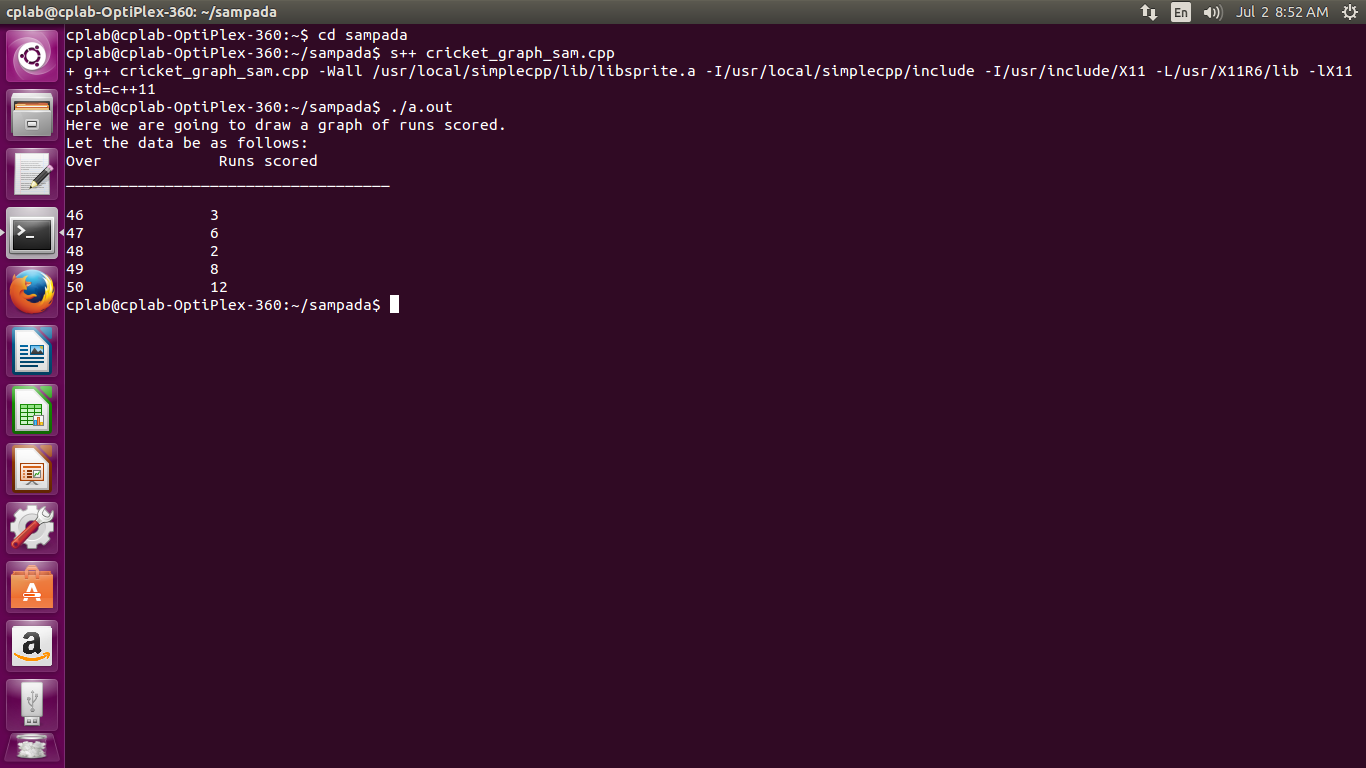 cplab@cplab-OptiPlex-360: ~/sampada
En
Jul 2 8:52 AM
cplab@cplab-OptiPlex-360:~$ cd sampada
cplab@cplab-OptiPlex-360:~/sampada$ s++ cricket_graph_sam.cpp
+ g++ cricket_graph_sam.cpp -Wall /usr/local/simplecpp/lib/libsprite.a -I/usr/local/simplecpp/include -I/usr/include/X11 -L/usr/X11R6/lib -lX11
-std=c++11
cplab@cplab-OptiPlex-360:~/sampada$ ./a.out
Here we are going to draw a graph of runs scored.
Let the data be as follows:
Over Runs scored
____________________________________
46 3
47 6
48 2
49 8
50 12
cplab@cplab-OptiPlex-360:~/sampada$